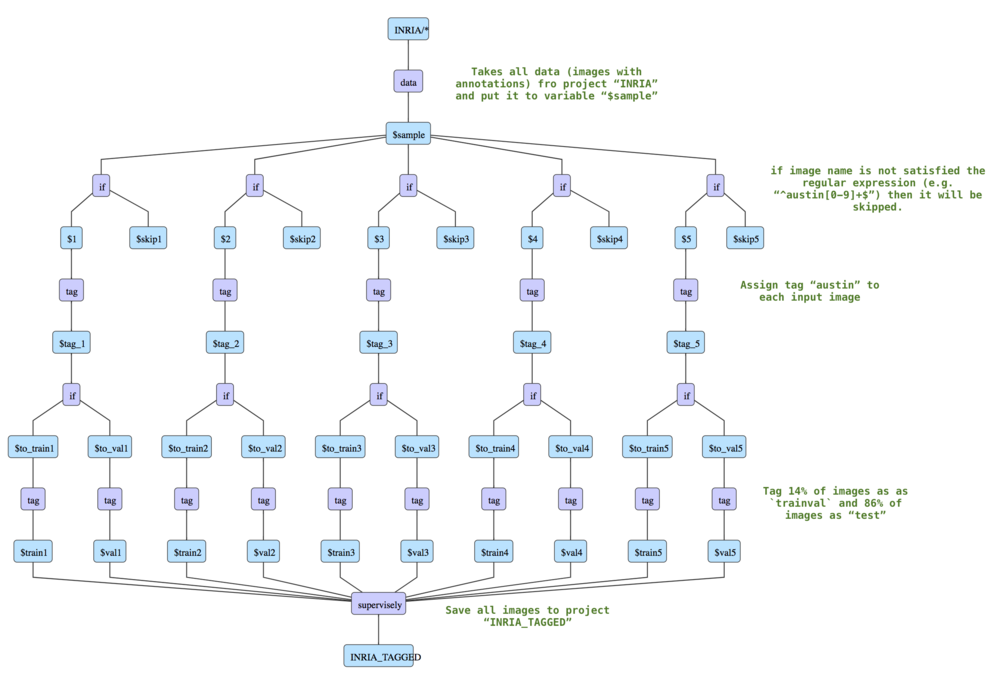 INRIA/*
data
Takes all data (images with
annotations) fro project “INRIA”
and put it to variable “$sample”
$sample
if
if
if
if
if
if image name is not satisfied the
regular expression (e.g.
“^austin[0-9]+$”) then it will be
skipped.
$1
$skip1
$2
$skip2
$3
$skip3
$4
$skip4
$5
$skip5
tag
tag
tag
tag
tag
Assign tag “austin” to
each input image
$tag_1
$tag_2
$tag_3
$tag_4
$tag_5
if
if
if
if
if
$to_train1
$to_val1
$to_train2
$to_val2
$to_train3
$to_val3
$to_train4
$to_val4
$to_train5
$to_val5
tag
tag
tag
tag
tag
tag
tag
tag
tag
tag
Tag 14% of images as as
`trainval` and 86% of
images as “test”
$train1
$val1
$train2
$val2
$train3
$val3
$train4
$val4
$train5
$val5
supervisely
Save all images to project
“INRIA_TAGGED”
INRIA_TAGGED